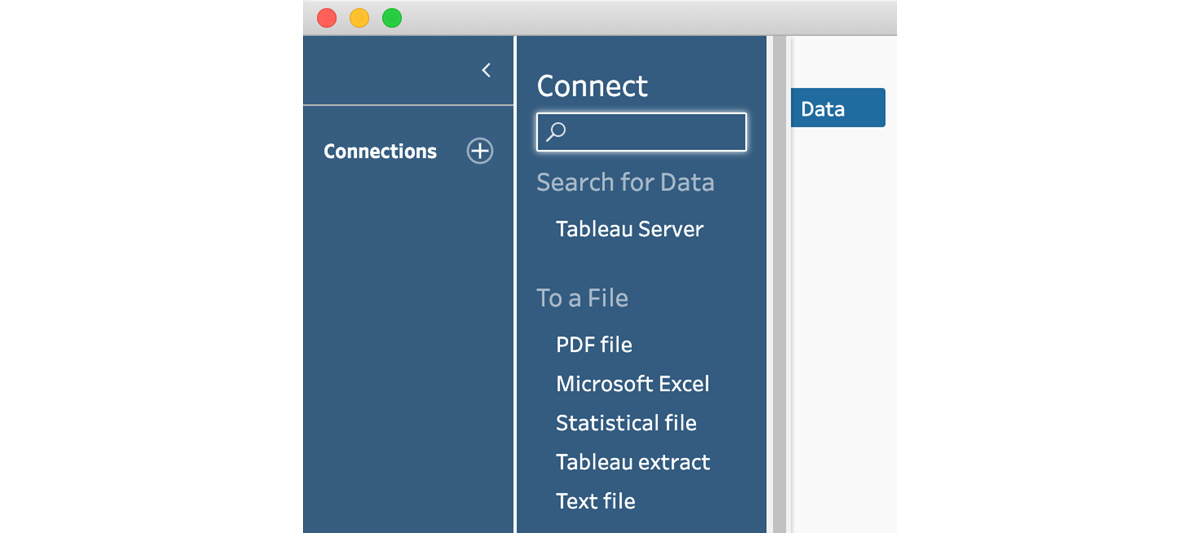 Connections
Connect
Search for Data
Tableau Server
To a File
PDF file
Microsoft Excel
Statistical file
Tableau extract
Text file
Data